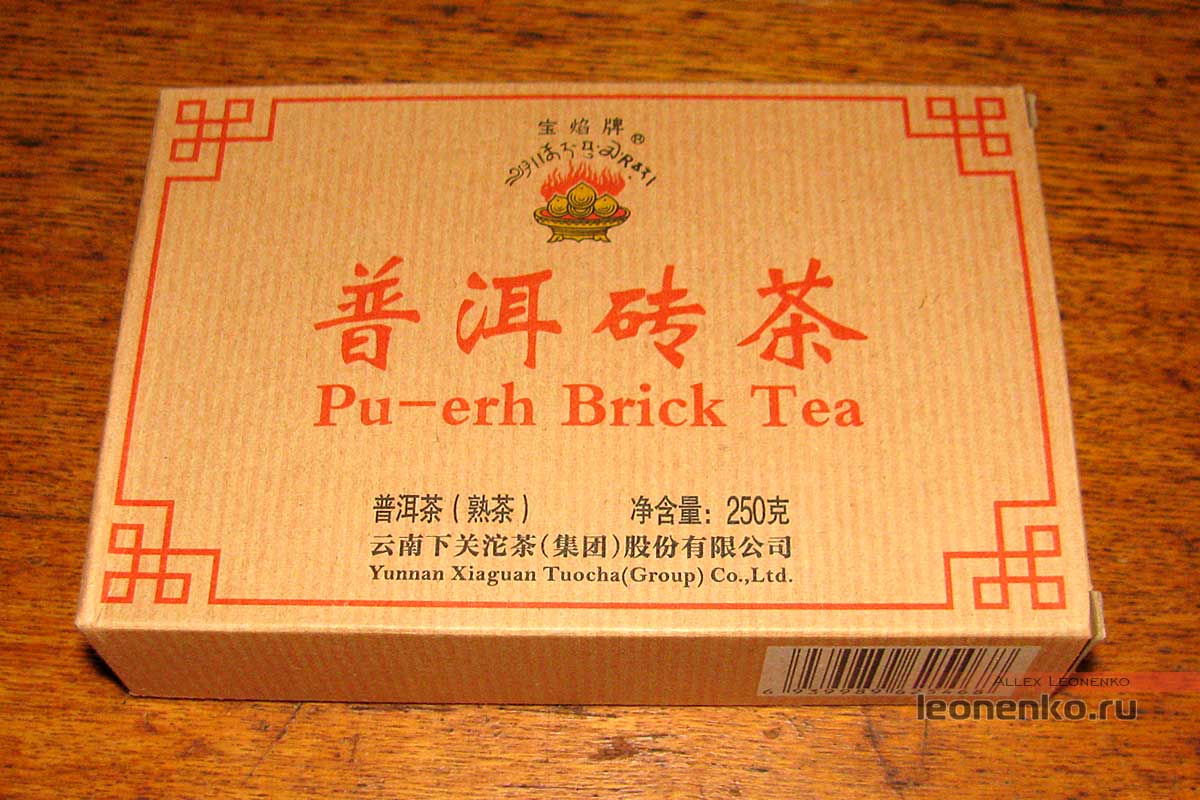 宝焰牌®
普洱砖茶
Pu-erh Brick Tea
普洱茶(熟茶) 净含量:250克
云南下关沱茶(集团)股份有限公司
Yunnan Xiaguan Tuocha(Group) Co.,Ltd.
Allex Leonenko
leonenko.ru